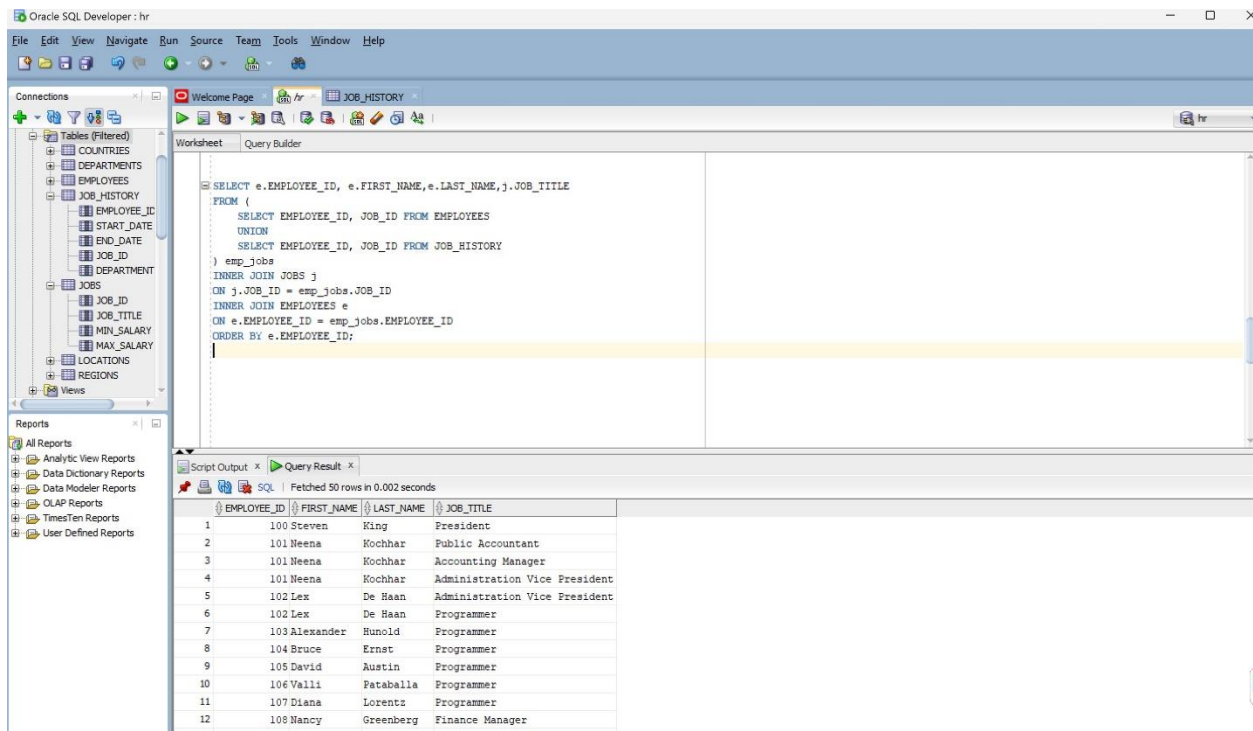 Oracle SQL Developer : hr
File Edit View Navigate Run Source Team Tools Window Help
Connections
Tables (Filtered)
COUNTRIES
DEPARTMENTS
EMPLOYEES
JOB_HISTORY
EMPLOYEE_ID
START_DATE
END_DATE
JOB_ID
DEPARTMENT
JOBS
JOB_ID
JOB_TITLE
MIN_SALARY
MAX_SALARY
LOCATIONS
REGIONS
Views
Reports
All Reports
Analytic View Reports
Data Dictionary Reports
Data Modeler Reports
OLAP Reports
TimesTen Reports
User Defined Reports
Welcome Page hr JOB_HISTORY
hr
Worksheet Query Builder
SELECT e.EMPLOYEE_ID, e.FIRST_NAME,e.LAST_NAME,j.JOB_TITLE
FROM (
SELECT EMPLOYEE_ID, JOB_ID FROM EMPLOYEES
UNION
SELECT EMPLOYEE_ID, JOB_ID FROM JOB_HISTORY
) emp_jobs
INNER JOIN JOBS j
ON j.JOB_ID = emp_jobs.JOB_ID
INNER JOIN EMPLOYEES e
ON e.EMPLOYEE_ID = emp_jobs.EMPLOYEE_ID
ORDER BY e.EMPLOYEE_ID;
Script Output x Query Result x
SQL | Fetched 50 rows in 0.002 seconds
EMPLOYEE_ID FIRST_NAME LAST_NAME JOB_TITLE
1 100 Steven King President
2 101 Neena Kochhar Public Accountant
3 101 Neena Kochhar Accounting Manager
4 101 Neena Kochhar Administration Vice President
5 102 Lex De Haan Administration Vice President
6 102 Lex De Haan Programmer
7 103 Alexander Hunold Programmer
8 104 Bruce Ernst Programmer
9 105 David Austin Programmer
10 106 Valli Pataballa Programmer
11 107 Diana Lorentz Programmer
12 108 Nancy Greenberg Finance Manager